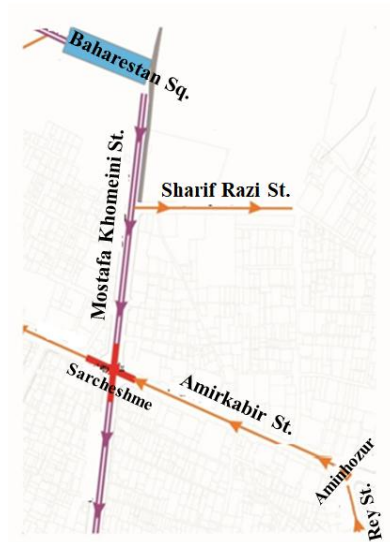 Baharestan Sq.
Sharif Razi St.
Mostafa Khomeini St.
Sarcheshme
Amirkabir St.
Aminhozur
Rey St.